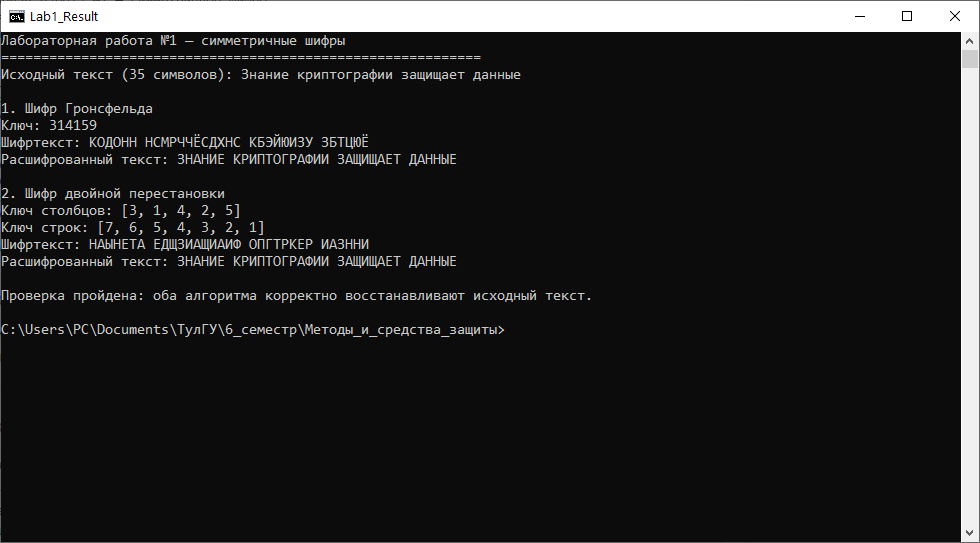 Lab1_Result
Лабораторная работа №1 — симметричные шифры
============================================================
Исходный текст (35 символов): Знание криптографии защищает данные
1. Шифр Гронсфельда
Ключ: 314159
Шифртекст: КОДОНН НСМРЧЧЁСДХНС КБЭЙЮИЗУ ЗБТЦЮЁ
Расшифрованный текст: ЗНАНИЕ КРИПТОГРАФИИ ЗАЩИЩАЕТ ДАННЫЕ
2. Шифр двойной перестановки
Ключ столбцов: [3, 1, 4, 2, 5]
Ключ строк: [7, 6, 5, 4, 3, 2, 1]
Шифртекст: НАЫНЕТА ЕДЩЗИАЩИАИФ ОПГТРКЕР ИАЗННИ
Расшифрованный текст: ЗНАНИЕ КРИПТОГРАФИИ ЗАЩИЩАЕТ ДАННЫЕ
Проверка пройдена: оба алгоритма корректно восстанавливают исходный текст.
C:\Users\PC\Documents\ТулГУ\6_семестр\Методы_и_средства_защиты>